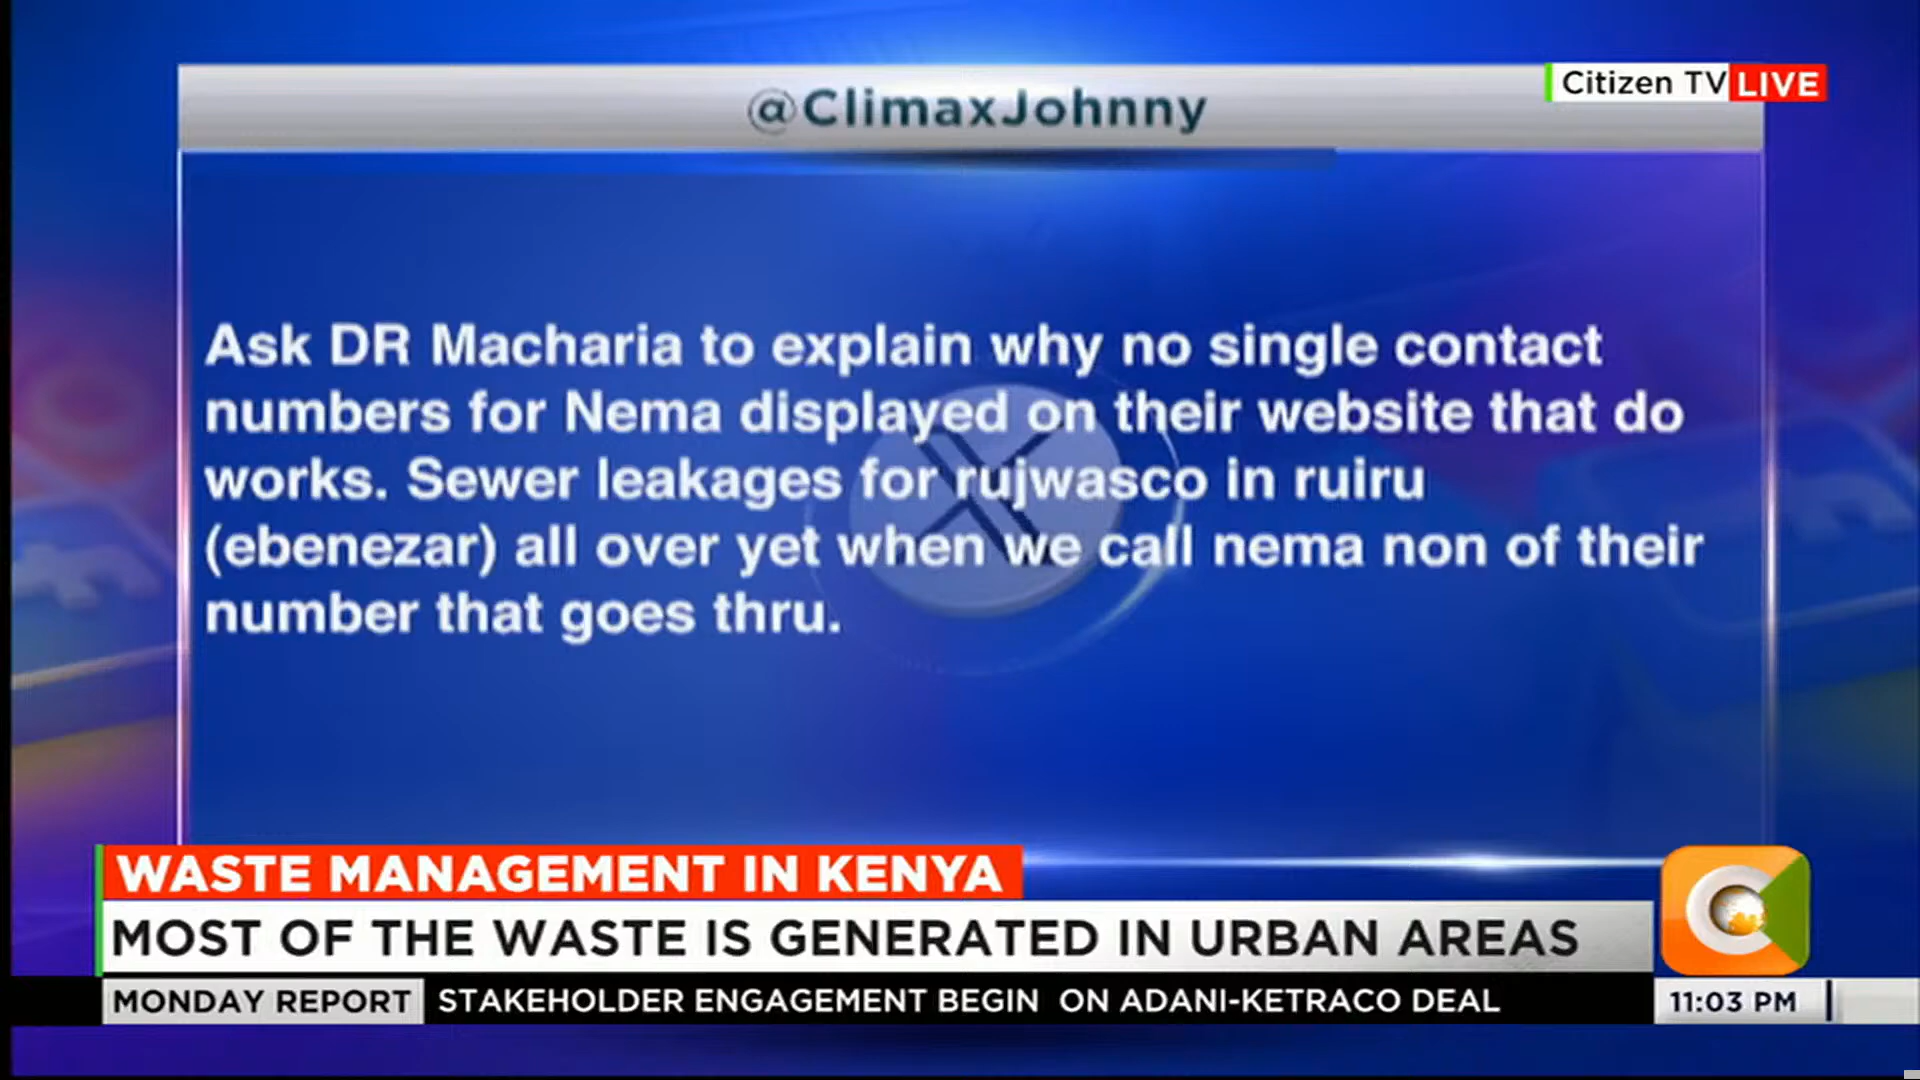 @ClimaxJohnny
Citizen TV LIVE
Ask DR Macharia to explain why no single contact
numbers for Nema displayed on their website that do
works. Sewer leakages for rujwasco in ruiru
(ebenezar) all over yet when we call nema non of their
number that goes thru.
WASTE MANAGEMENT IN KENYA
MOST OF THE WASTE IS GENERATED IN URBAN AREAS
MONDAY REPORT STAKEHOLDER ENGAGEMENT BEGIN ON ADANI-KETRACO DEAL 11:03 PM